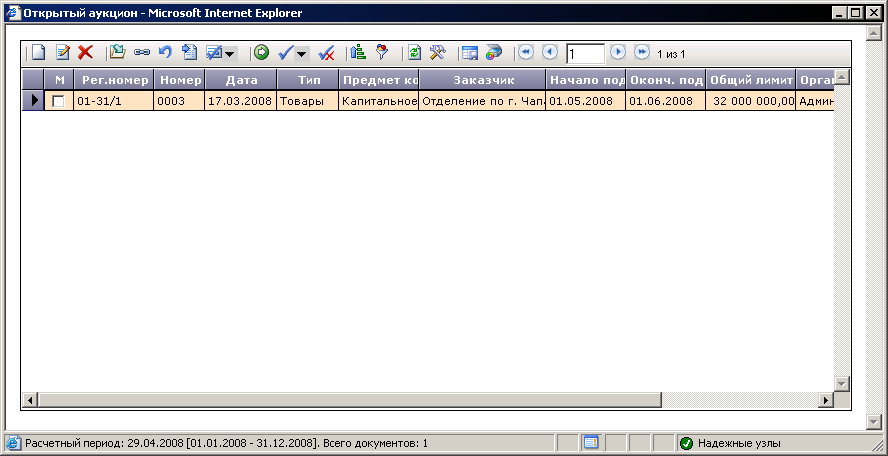 Открытый аукцион - Microsoft Internet Explorer
1 1 из 1
М Рег.номер Номер Дата Тип Предмет ко Заказчик Начало под Оконч. под Общий лимит Орган
01-31/1 0003 17.03.2008 Товары Капитальное Отделение по г. Чапа 01.05.2008 01.06.2008 32 000 000,00 Админ
Расчетный период: 29.04.2008 [01.01.2008 - 31.12.2008]. Всего документов: 1 Надежные узлы